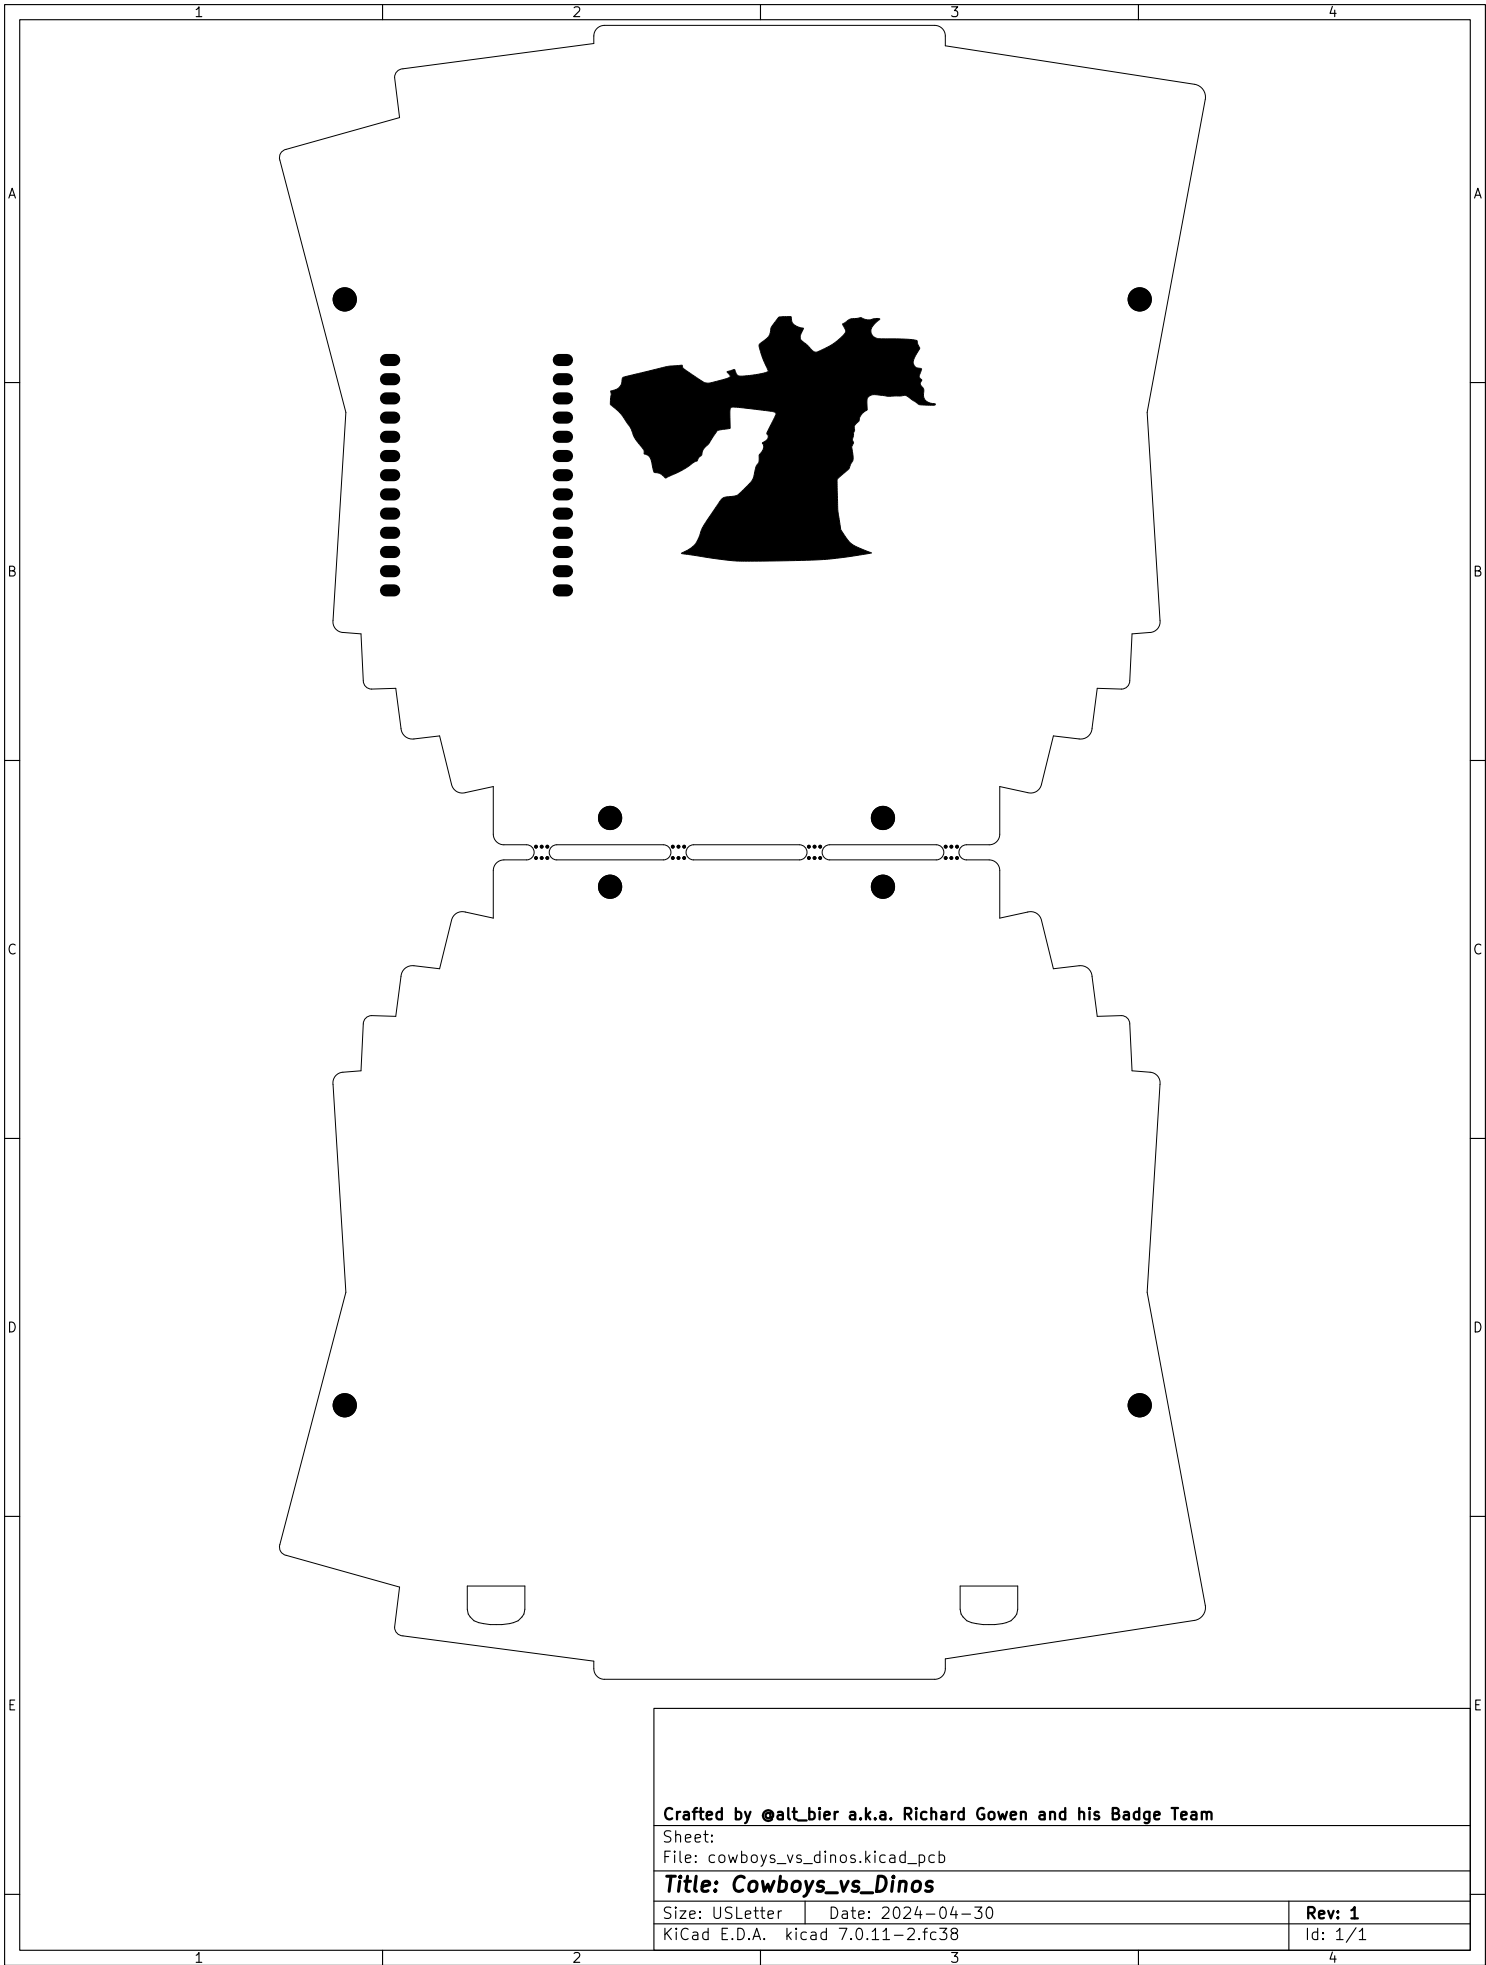 1 2 3 4
A A
B B
C C
D D
E E
Crafted by @alt_bier a.k.a. Richard Gowen and his Badge Team
Sheet:
File: cowboys_vs_dinos.kicad_pcb
Title: Cowboys_vs_Dinos
Size: USLetter Date: 2024-04-30 Rev: 1
KiCad E.D.A. kicad 7.0.11-2.fc38 Id: 1/1
1 2 3 4